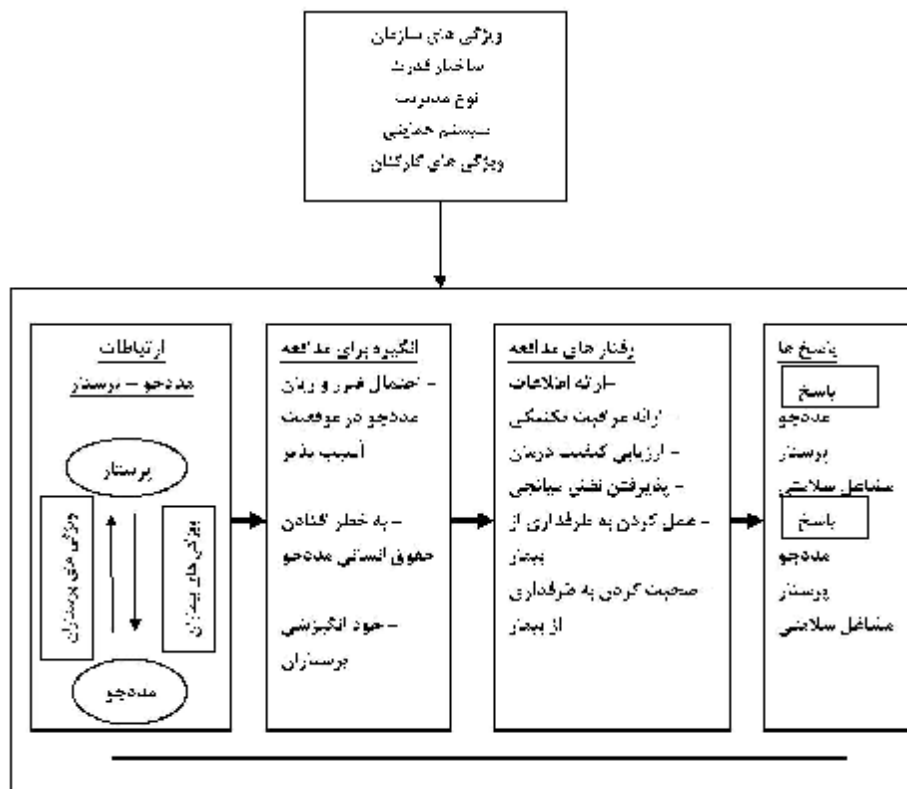 ویژگی های سازمان
ساختار قدرت
نوع مدیریت
سیستم حمایتی
ویژگی های کارکنان
ارتباطات
مددجو – پرستار
پرستار
ویژگی های پرستاران
ویژگی های بیماران
مددجو
انگیزه برای مدافعه
– احتمال ضرر و زیان
مددجو در موقعیت
آسیب پذیر
– به خطر افتادن
حقوق انسانی مددجو
– خود انگیزشی
پرستاران
رفتار های مدافعه
–ارائه اطلاعات
– ارائه مراقبت تکنیکی
– ارزیابی کیفیت درمان
– پذیرفتن نقش میانجی
– عمل کردن به طرفداری از
بیمار
– صحبت کردن به طرفداری
از بیمار
پاسخ ها
پاسخ
مددجو
پرستار
مشاغل سلامتی
پاسخ
مددجو
پرستار
مشاغل سلامتی